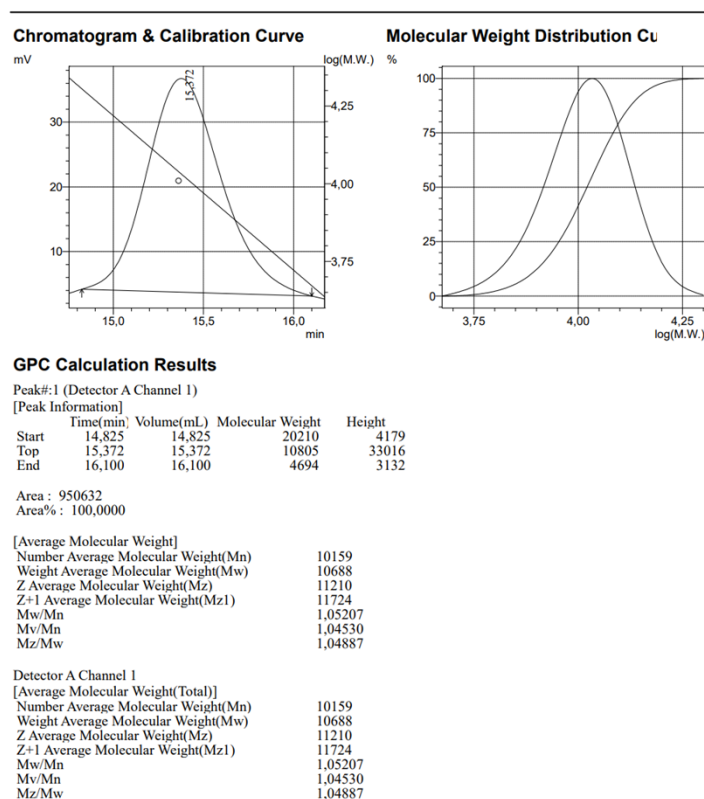 Chromatogram & Calibration Curve
mV
log(M.W.)
15,372
30
20
10
4,25
4,00
3,75
15,0 15,5 16,0
min
Molecular Weight Distribution Cu
%
100
75
50
25
0
3,75 4,00 4,25
log(M.W.)
GPC Calculation Results
Peak#:1 (Detector A Channel 1)
[Peak Information]
Time(min) Volume(mL) Molecular Weight Height
Start 14,825 14,825 20210 4179
Top 15,372 15,372 10805 33016
End 16,100 16,100 4694 3132
Area : 950632
Area% : 100,0000
[Average Molecular Weight]
Number Average Molecular Weight(Mn) 10159
Weight Average Molecular Weight(Mw) 10688
Z Average Molecular Weight(Mz) 11210
Z+1 Average Molecular Weight(Mz1) 11724
Mw/Mn 1,05207
Mv/Mn 1,04530
Mz/Mw 1,04887
Detector A Channel 1
[Average Molecular Weight(Total)]
Number Average Molecular Weight(Mn) 10159
Weight Average Molecular Weight(Mw) 10688
Z Average Molecular Weight(Mz) 11210
Z+1 Average Molecular Weight(Mz1) 11724
Mw/Mn 1,05207
Mv/Mn 1,04530
Mz/Mw 1,04887